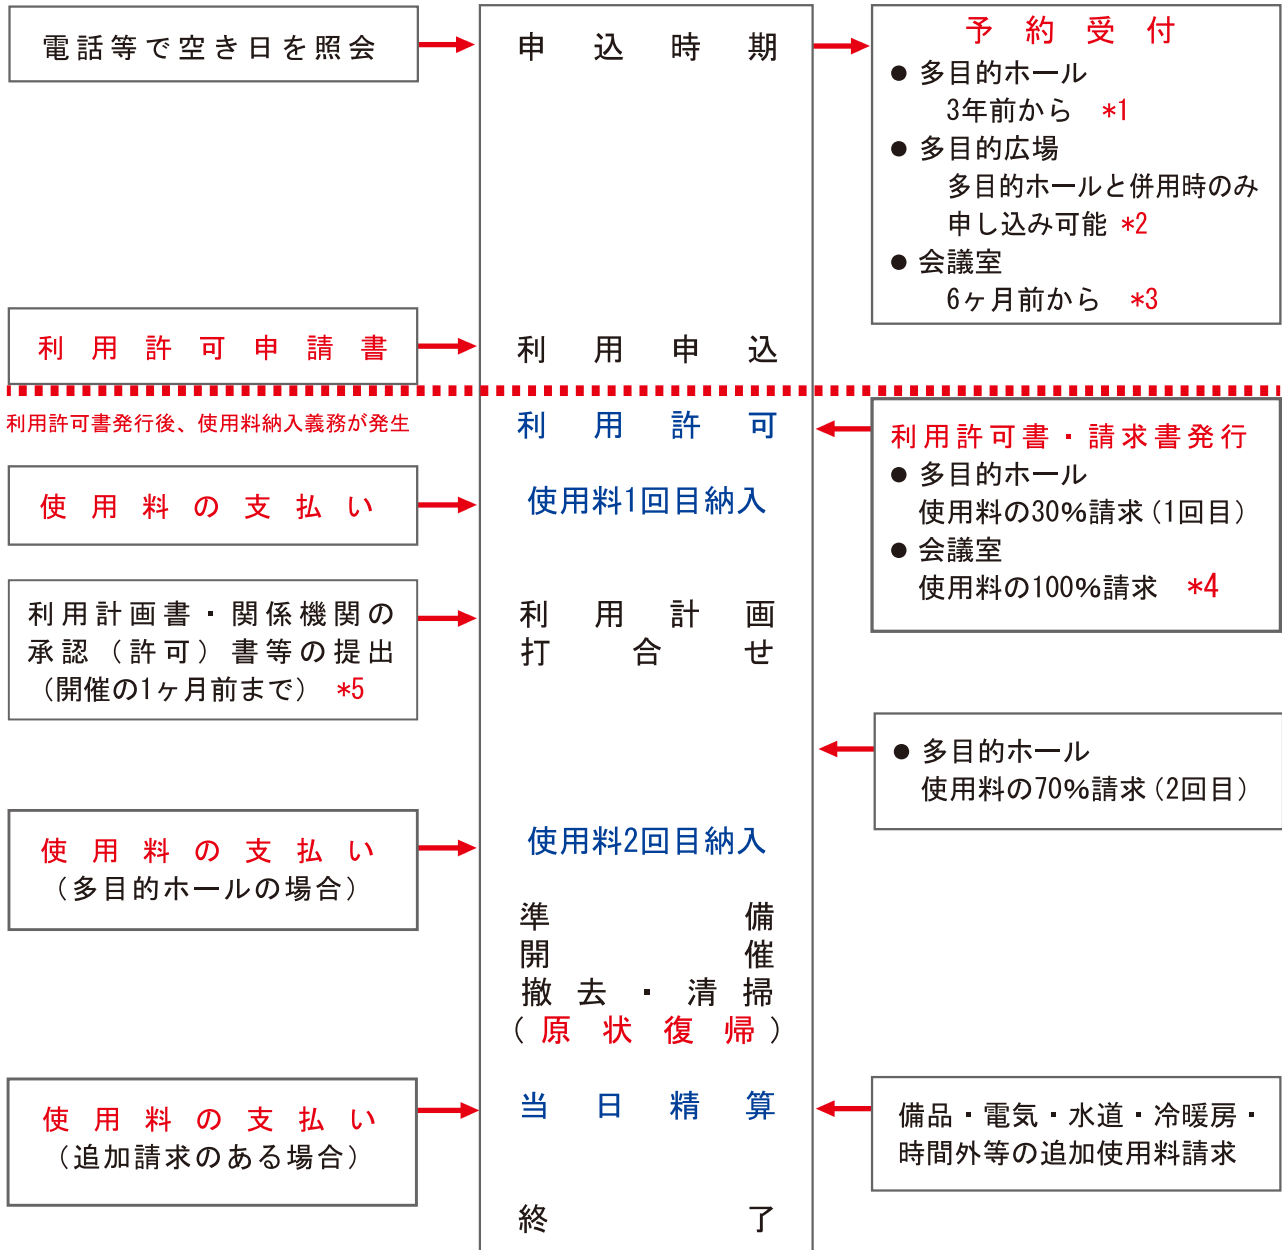 電話等で空き日を照会
申込時期
予約受付
● 多目的ホール
3年前から *1
● 多目的広場
多目的ホールと併用時のみ
申し込み可能 *2
● 会議室
6ヶ月前から *3
利用許可申請書
利用申込
利用許可書発行後、使用料納入義務が発生
利用許可
利用許可書・請求書発行
● 多目的ホール
使用料の30%請求(1回目)
● 会議室
使用料の100%請求 *4
使用料の支払い
使用料1回目納入
利用計画書・関係機関の
承認(許可)書等の提出
(開催の1ヶ月前まで) *5
利用計画
打合せ
● 多目的ホール
使用料の70%請求(2回目)
使用料の支払い
(多目的ホールの場合)
使用料2回目納入
準備
開催
撤去・清掃
(原状復帰)
使用料の支払い
(追加請求のある場合)
当日精算
備品・電気・水道・冷暖房・
時間外等の追加使用料請求
終了